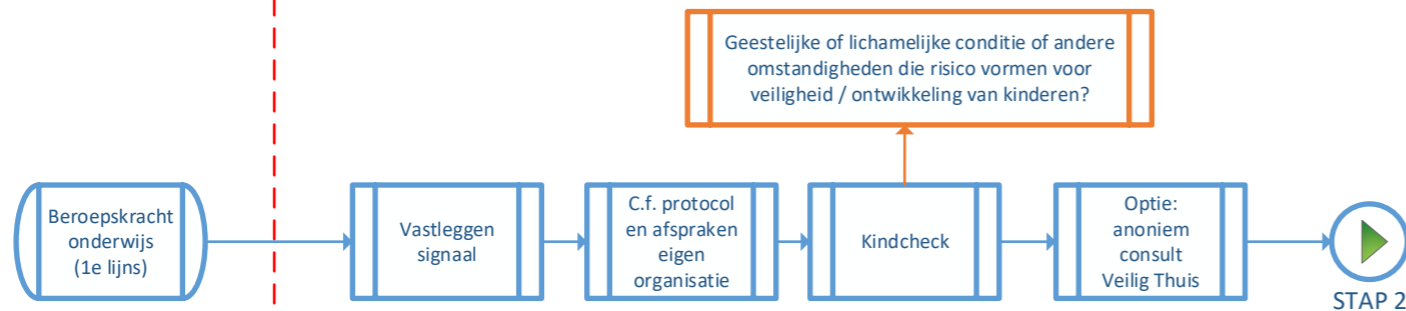 Geestelijke of lichamelijke conditie of andere
omstandigheden die risico vormen voor
veiligheid / ontwikkeling van kinderen?
Beroepskracht
onderwijs
(1e lijns)
Vastleggen
signaal
C.f. protocol
en afspraken
eigen
organisatie
Kindcheck
Optie:
anoniem
consult
Veilig Thuis
STAP 2